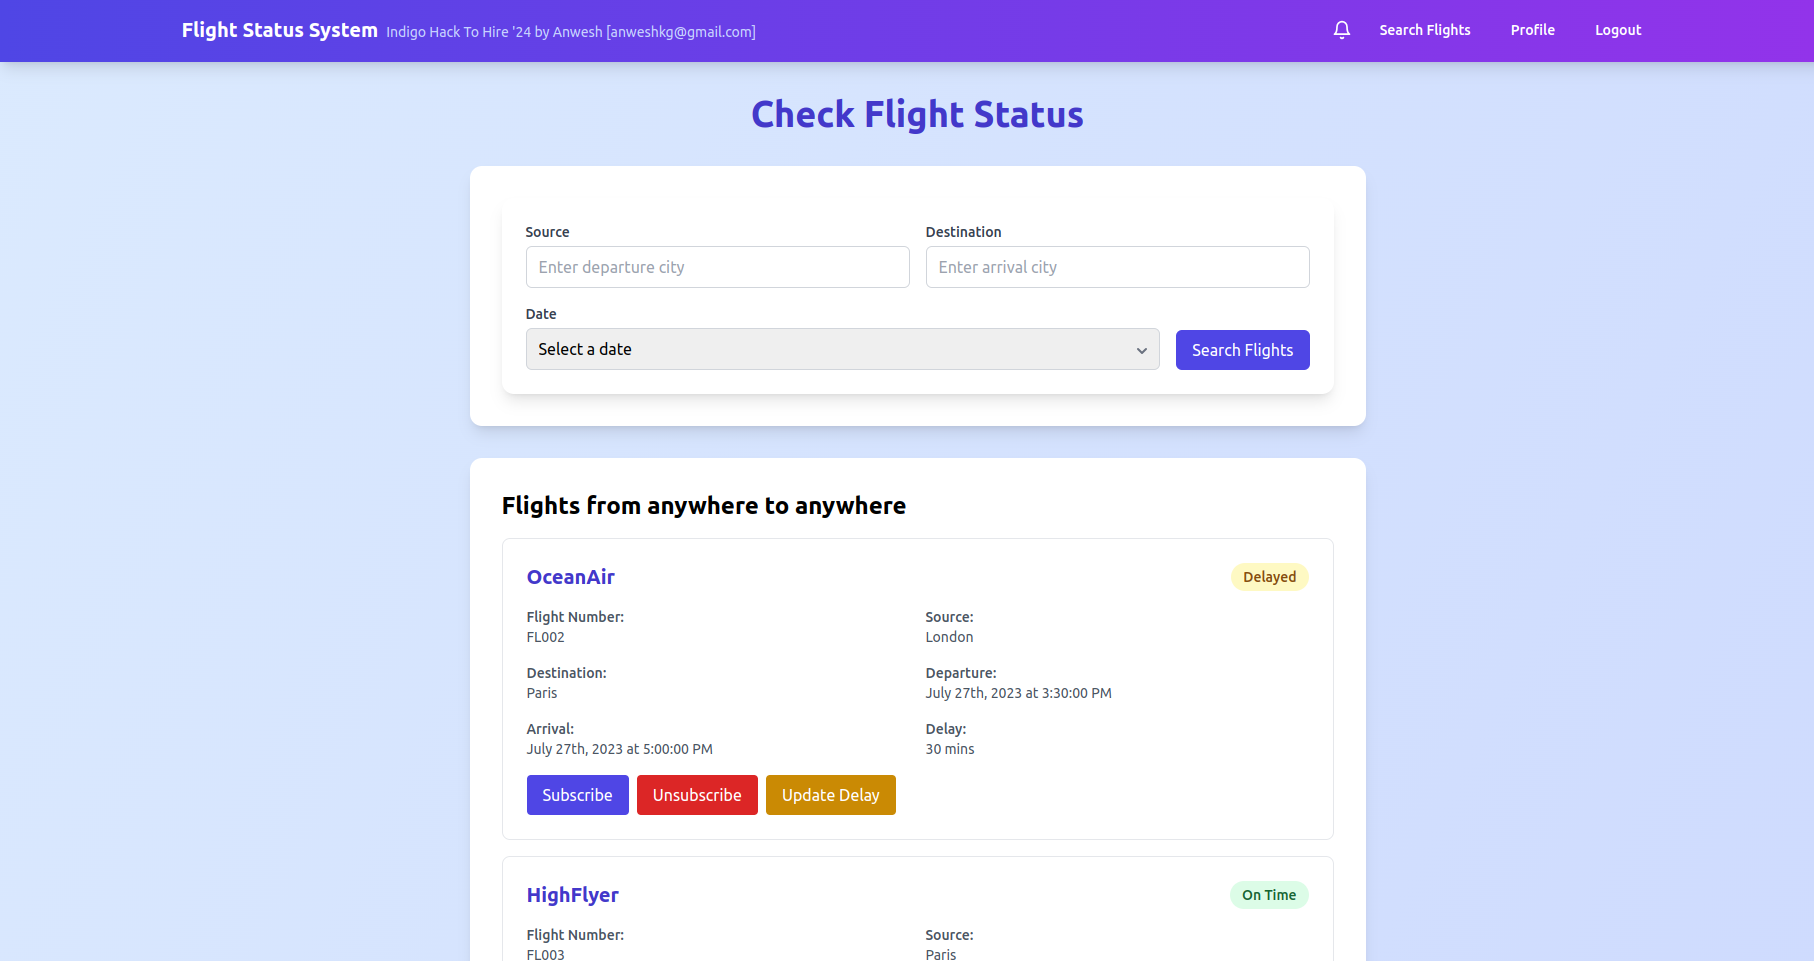 Flight Status System Indigo Hack To Hire '24 by Anwesh [anweshkg@gmail.com] Search Flights Profile Logout
Check Flight Status
Source Destination
Enter departure city Enter arrival city
Date
Select a date Search Flights
Flights from anywhere to anywhere
OceanAir Delayed
Flight Number: Source:
FL002 London
Destination: Departure:
Paris July 27th, 2023 at 3:30:00 PM
Arrival: Delay:
July 27th, 2023 at 5:00:00 PM 30 mins
Subscribe Unsubscribe Update Delay
HighFlyer On Time
Flight Number: Source:
FL003 Paris